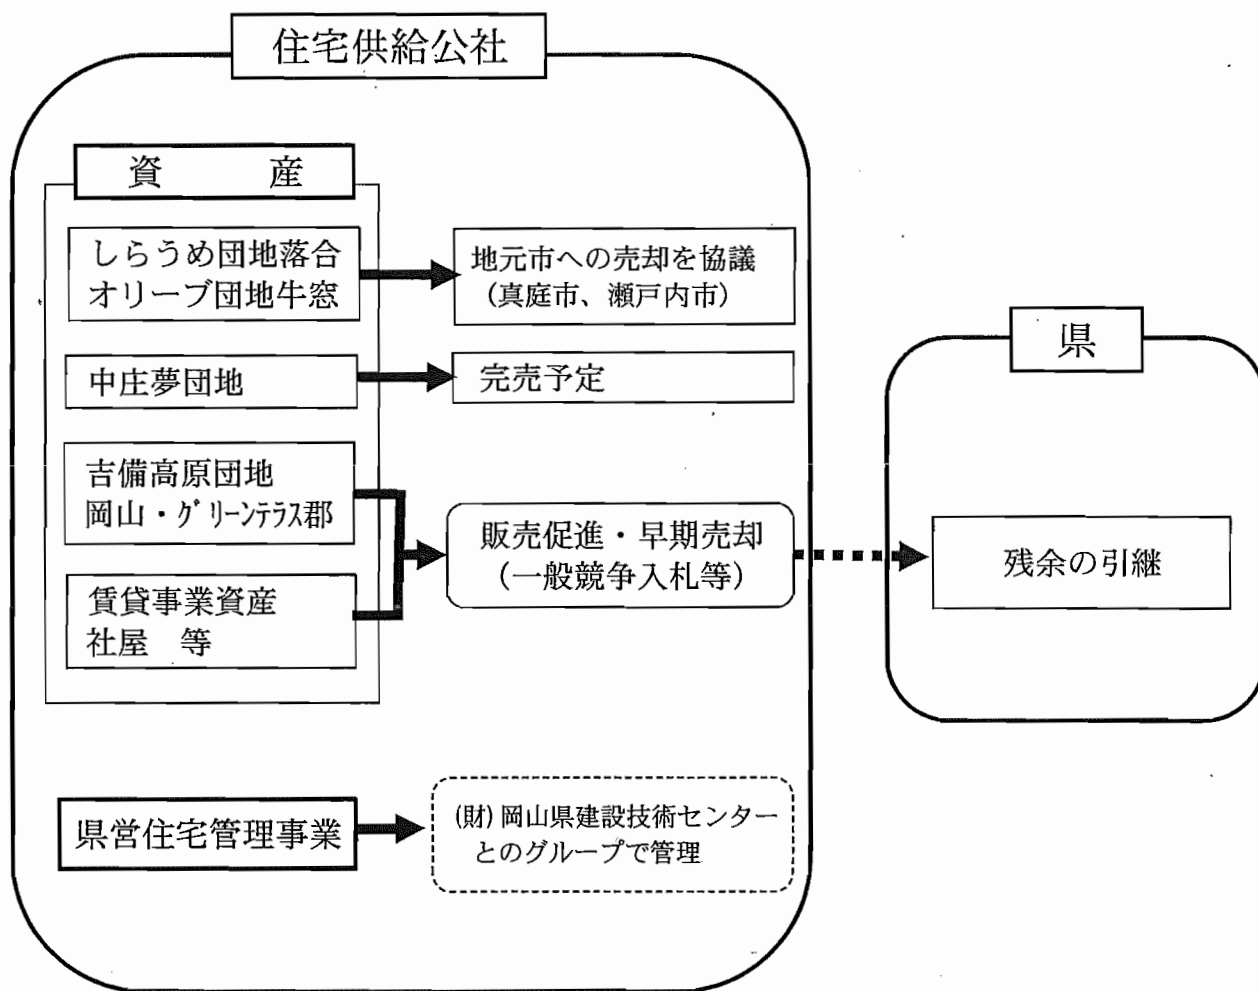 住宅供給公社
資　産
しらうめ団地落合
オリーブ団地牛窓
地元市への売却を協議
（真庭市、瀬戸内市）
中庄夢団地
完売予定
吉備高原団地
岡山・ｸﾞﾘｰﾝﾃﾗｽ郡
賃貸事業資産
社屋　等
販売促進・早期売却
（一般競争入札等）
県営住宅管理事業
(財)岡山県建設技術センター
とのグループで管理
県
残余の引継